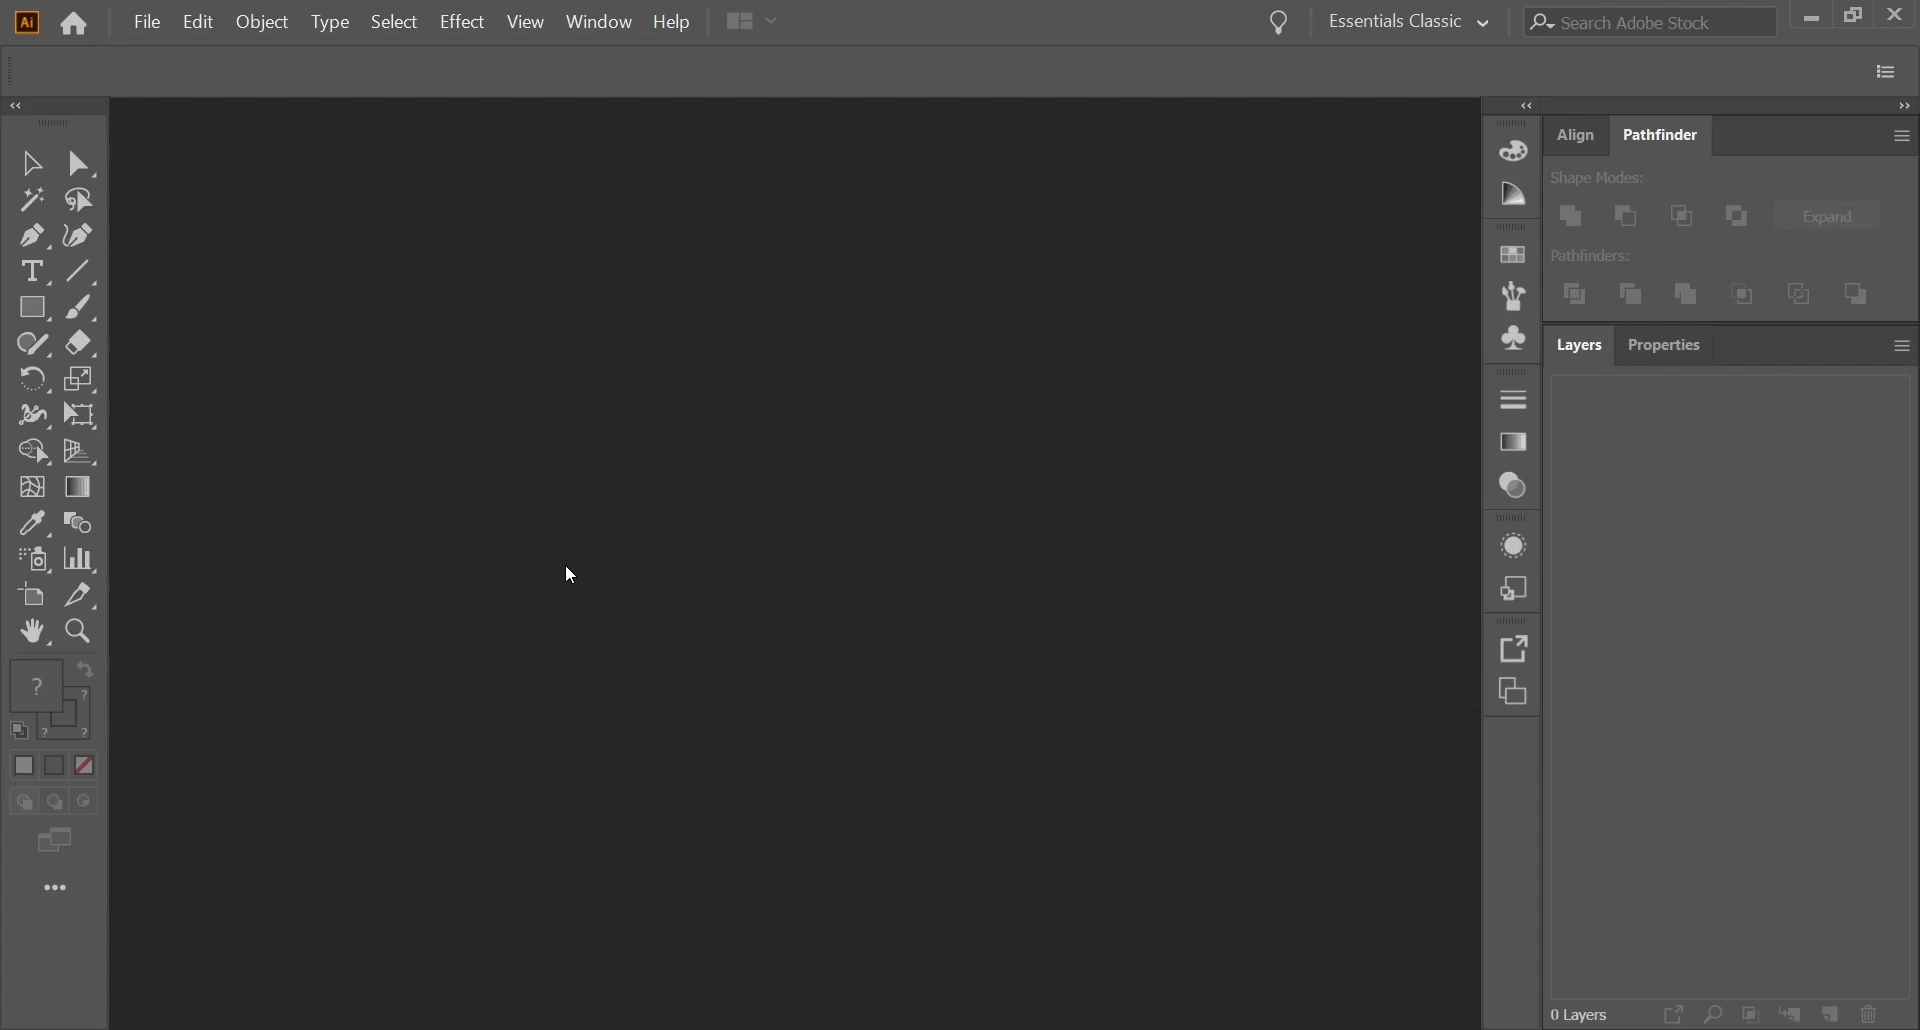 Ai File Edit Object Type Select Effect View Window Help Essentials Classic Search Adobe Stock
Align Pathfinder
Shape Modes:
Expand
Pathfinders:
Layers Properties
T
?
?
? ?
0 Layers